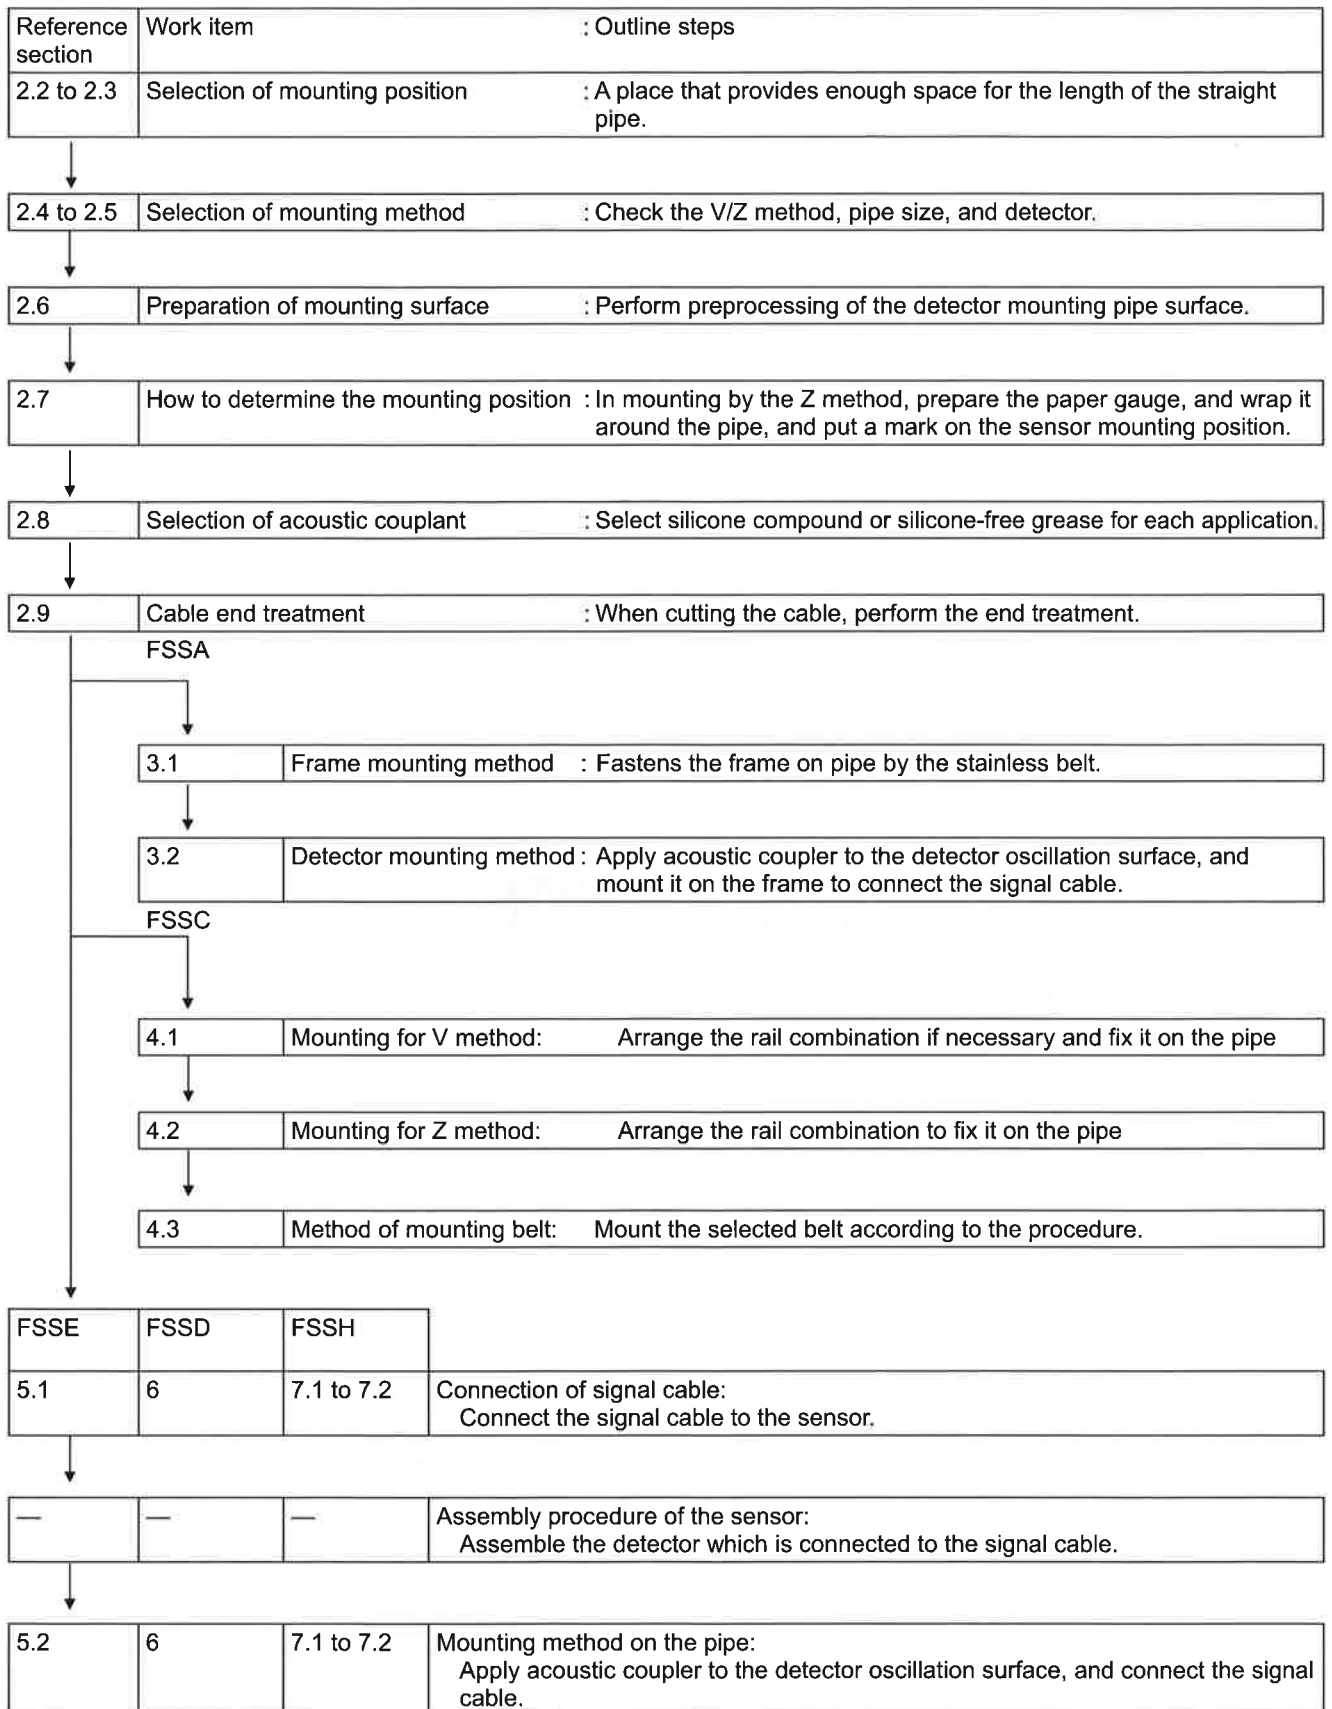 Reference Work item : Outline steps
section
2.2 to 2.3 Selection of mounting position : A place that provides enough space for the length of the straight
pipe.
2.4 to 2.5 Selection of mounting method : Check the V/Z method, pipe size, and detector.
2.6 Preparation of mounting surface : Perform preprocessing of the detector mounting pipe surface.
2.7 How to determine the mounting position : In mounting by the Z method, prepare the paper gauge, and wrap it
around the pipe, and put a mark on the sensor mounting position.
2.8 Selection of acoustic couplant : Select silicone compound or silicone-free grease for each application.
2.9 Cable end treatment : When cutting the cable, perform the end treatment.
FSSA
3.1 Frame mounting method : Fastens the frame on pipe by the stainless belt.
3.2 Detector mounting method : Apply acoustic coupler to the detector oscillation surface, and
mount it on the frame to connect the signal cable.
FSSC
4.1 Mounting for V method: Arrange the rail combination if necessary and fix it on the pipe
4.2 Mounting for Z method: Arrange the rail combination to fix it on the pipe
4.3 Method of mounting belt: Mount the selected belt according to the procedure.
FSSE FSSD FSSH
5.1 6 7.1 to 7.2 Connection of signal cable:
Connect the signal cable to the sensor.
— — — Assembly procedure of the sensor:
Assemble the detector which is connected to the signal cable.
5.2 6 7.1 to 7.2 Mounting method on the pipe:
Apply acoustic coupler to the detector oscillation surface, and connect the signal
cable.